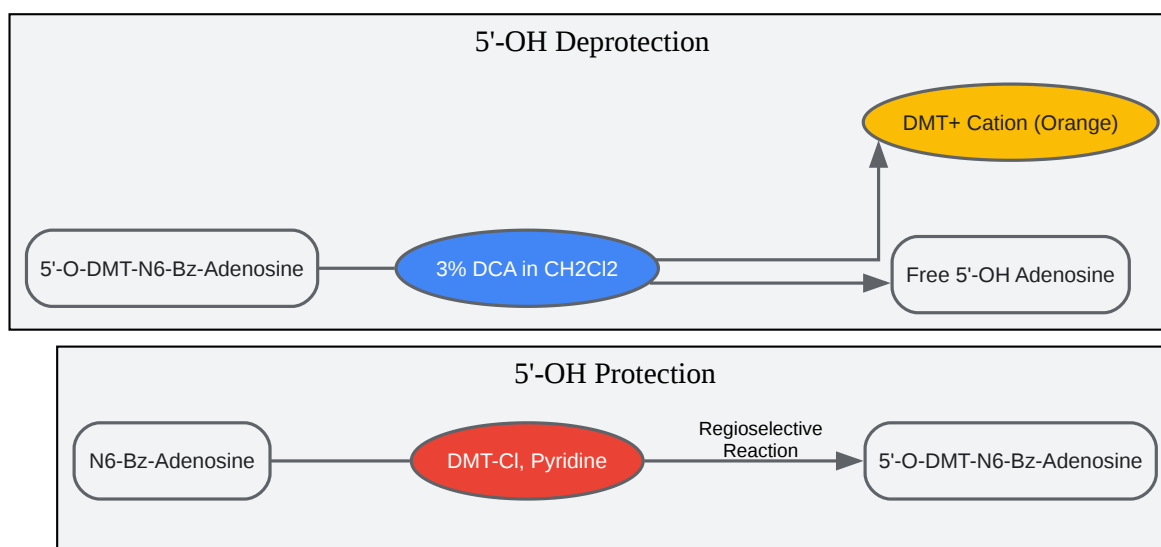 5'-OH Deprotection
DMT+ Cation (Orange)
5'-O-DMT-N6-Bz-Adenosine
3% DCA in CH2Cl2
Free 5'-OH Adenosine
5'-OH Protection
N6-Bz-Adenosine
DMT-Cl, Pyridine
Regioselective
Reaction
5'-O-DMT-N6-Bz-Adenosine